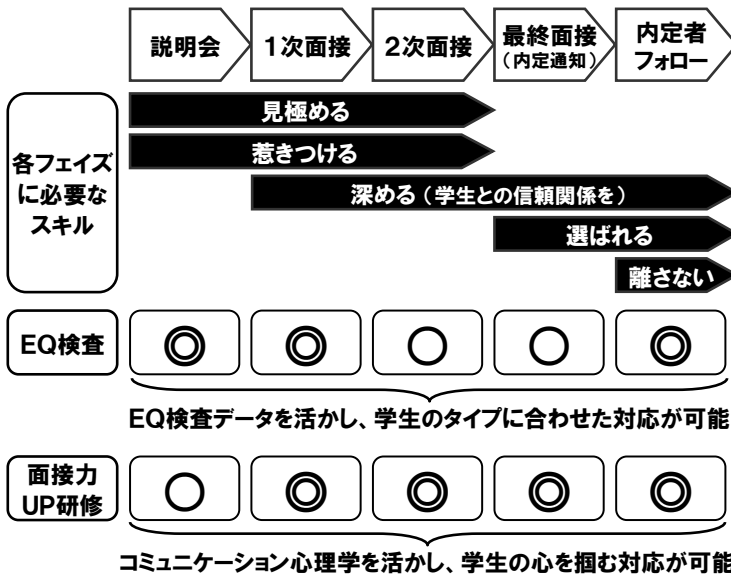 説明会
1次面接
2次面接
最終面接
（内定通知）
内定者
フォロー
各フェイズ
に必要な
スキル
見極める
惹きつける
深める（学生との信頼関係を）
選ばれる
離さない
EQ検査
◎ ◎ ○ ○ ◎
EQ検査データを活かし、学生のタイプに合わせた対応が可能
面接力
UP研修
○ ◎ ◎ ◎ ◎
コミュニケーション心理学を活かし、学生の心を掴む対応が可能